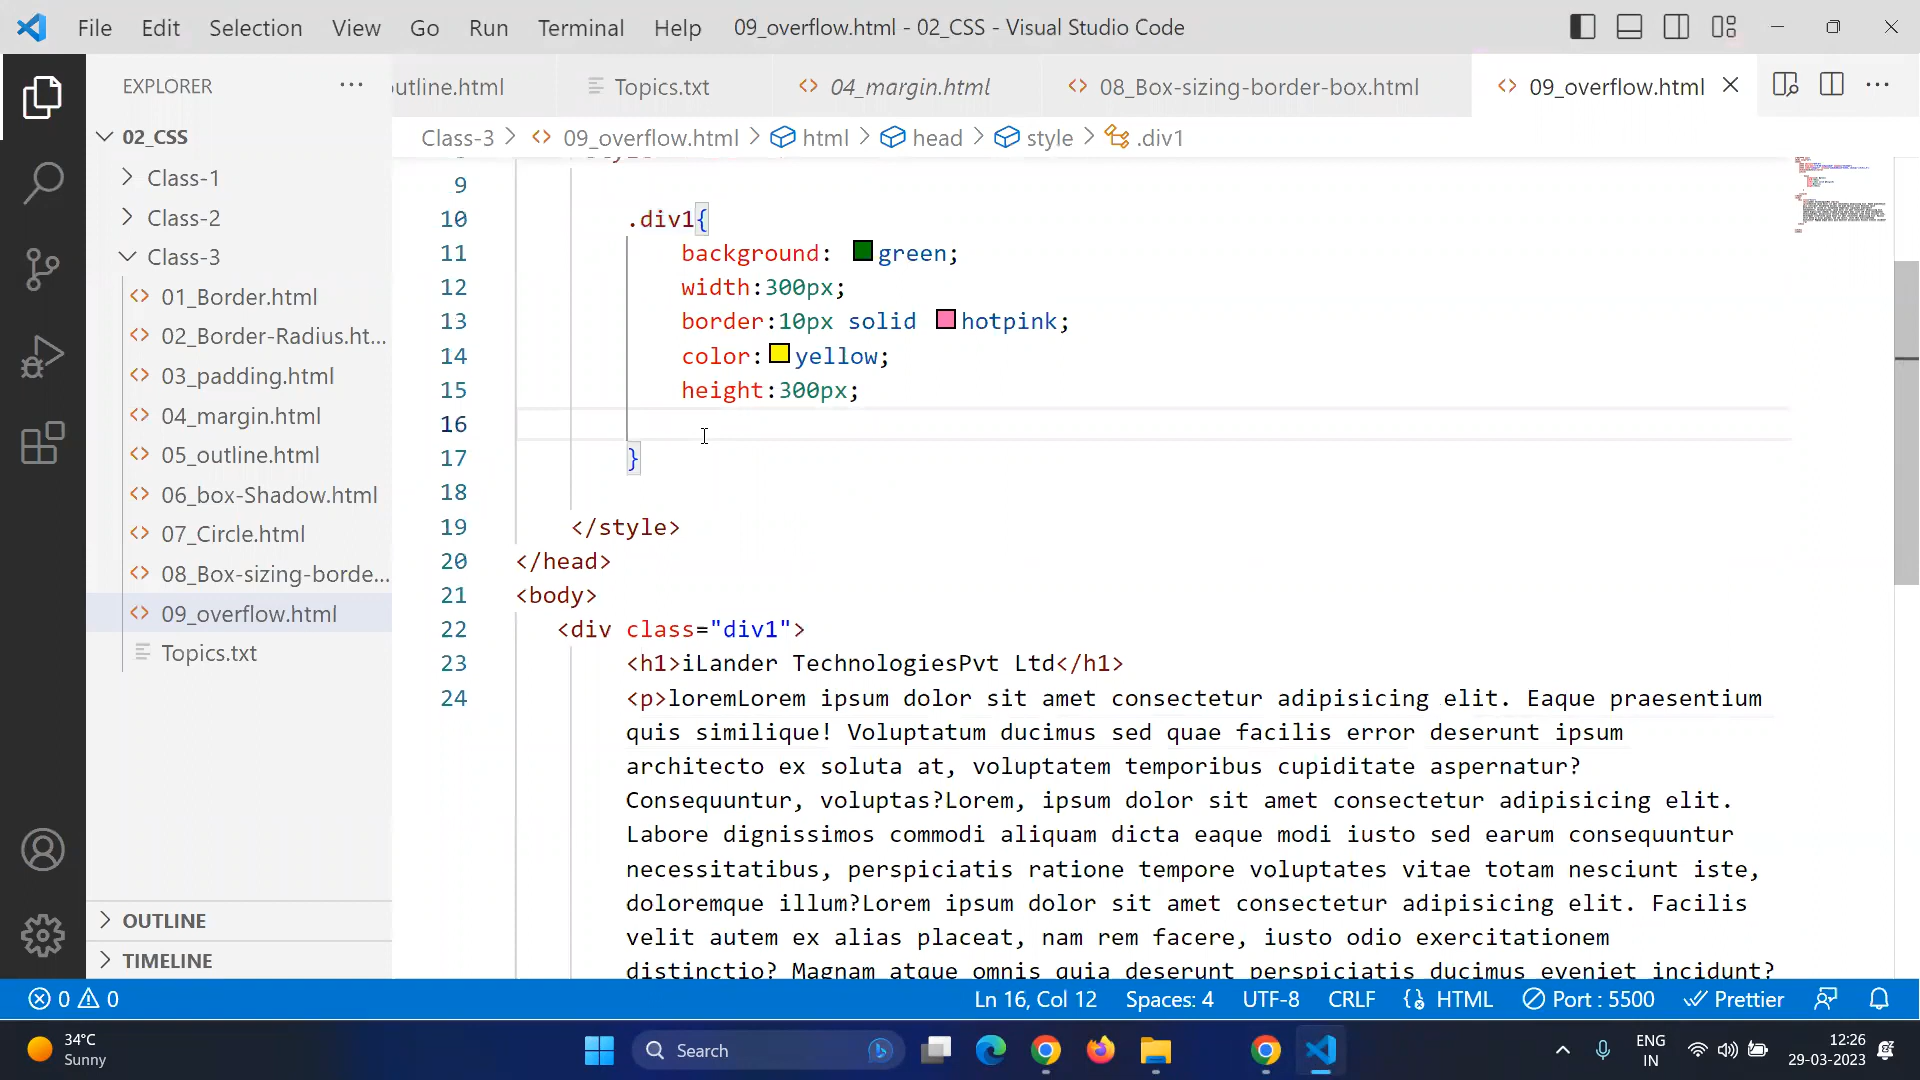 File Edit Selection View Go Run Terminal Help 09_overflow.html - 02_CSS - Visual Studio Code
EXPLORER
utline.html Topics.txt 04_margin.html 08_Box-sizing-border-box.html 09_overflow.html
Class-3 > 09_overflow.html > html > head > style > .div1
02_CSS
Class-1
Class-2
Class-3
01_Border.html
02_Border-Radius.ht...
03_padding.html
04_margin.html
05_outline.html
06_box-Shadow.html
07_Circle.html
08_Box-sizing-borde...
09_overflow.html
Topics.txt
OUTLINE
TIMELINE
9
10 .div1{
11 background: green;
12 width:300px;
13 border:10px solid hotpink;
14 color:yellow;
15 height:300px;
16
17 }
18
19 </style>
20 </head>
21 <body>
22 <div class="div1">
23 <h1>iLander TechnologiesPvt Ltd</h1>
24 <p>loremLorem ipsum dolor sit amet consectetur adipisicing elit. Eaque praesentium
quis similique! Voluptatum ducimus sed quae facilis error deserunt ipsum
architecto ex soluta at, voluptatem temporibus cupiditate aspernatur?
Consequuntur, voluptas?Lorem, ipsum dolor sit amet consectetur adipisicing elit.
Labore dignissimos commodi aliquam dicta eaque modi iusto sed earum consequuntur
necessitatibus, perspiciatis ratione tempore voluptates vitae totam nesciunt iste,
doloremque illum?Lorem ipsum dolor sit amet consectetur adipisicing elit. Facilis
velit autem ex alias placeat, nam rem facere, iusto odio exercitationem
distinctio? Magnam atque omnis quia deserunt perspiciatis ducimus eveniet incidunt?
0 0 Ln 16, Col 12 Spaces: 4 UTF-8 CRLF HTML Port : 5500 Prettier
34°C
Sunny
Search
ENG
IN
12:26
29-03-2023